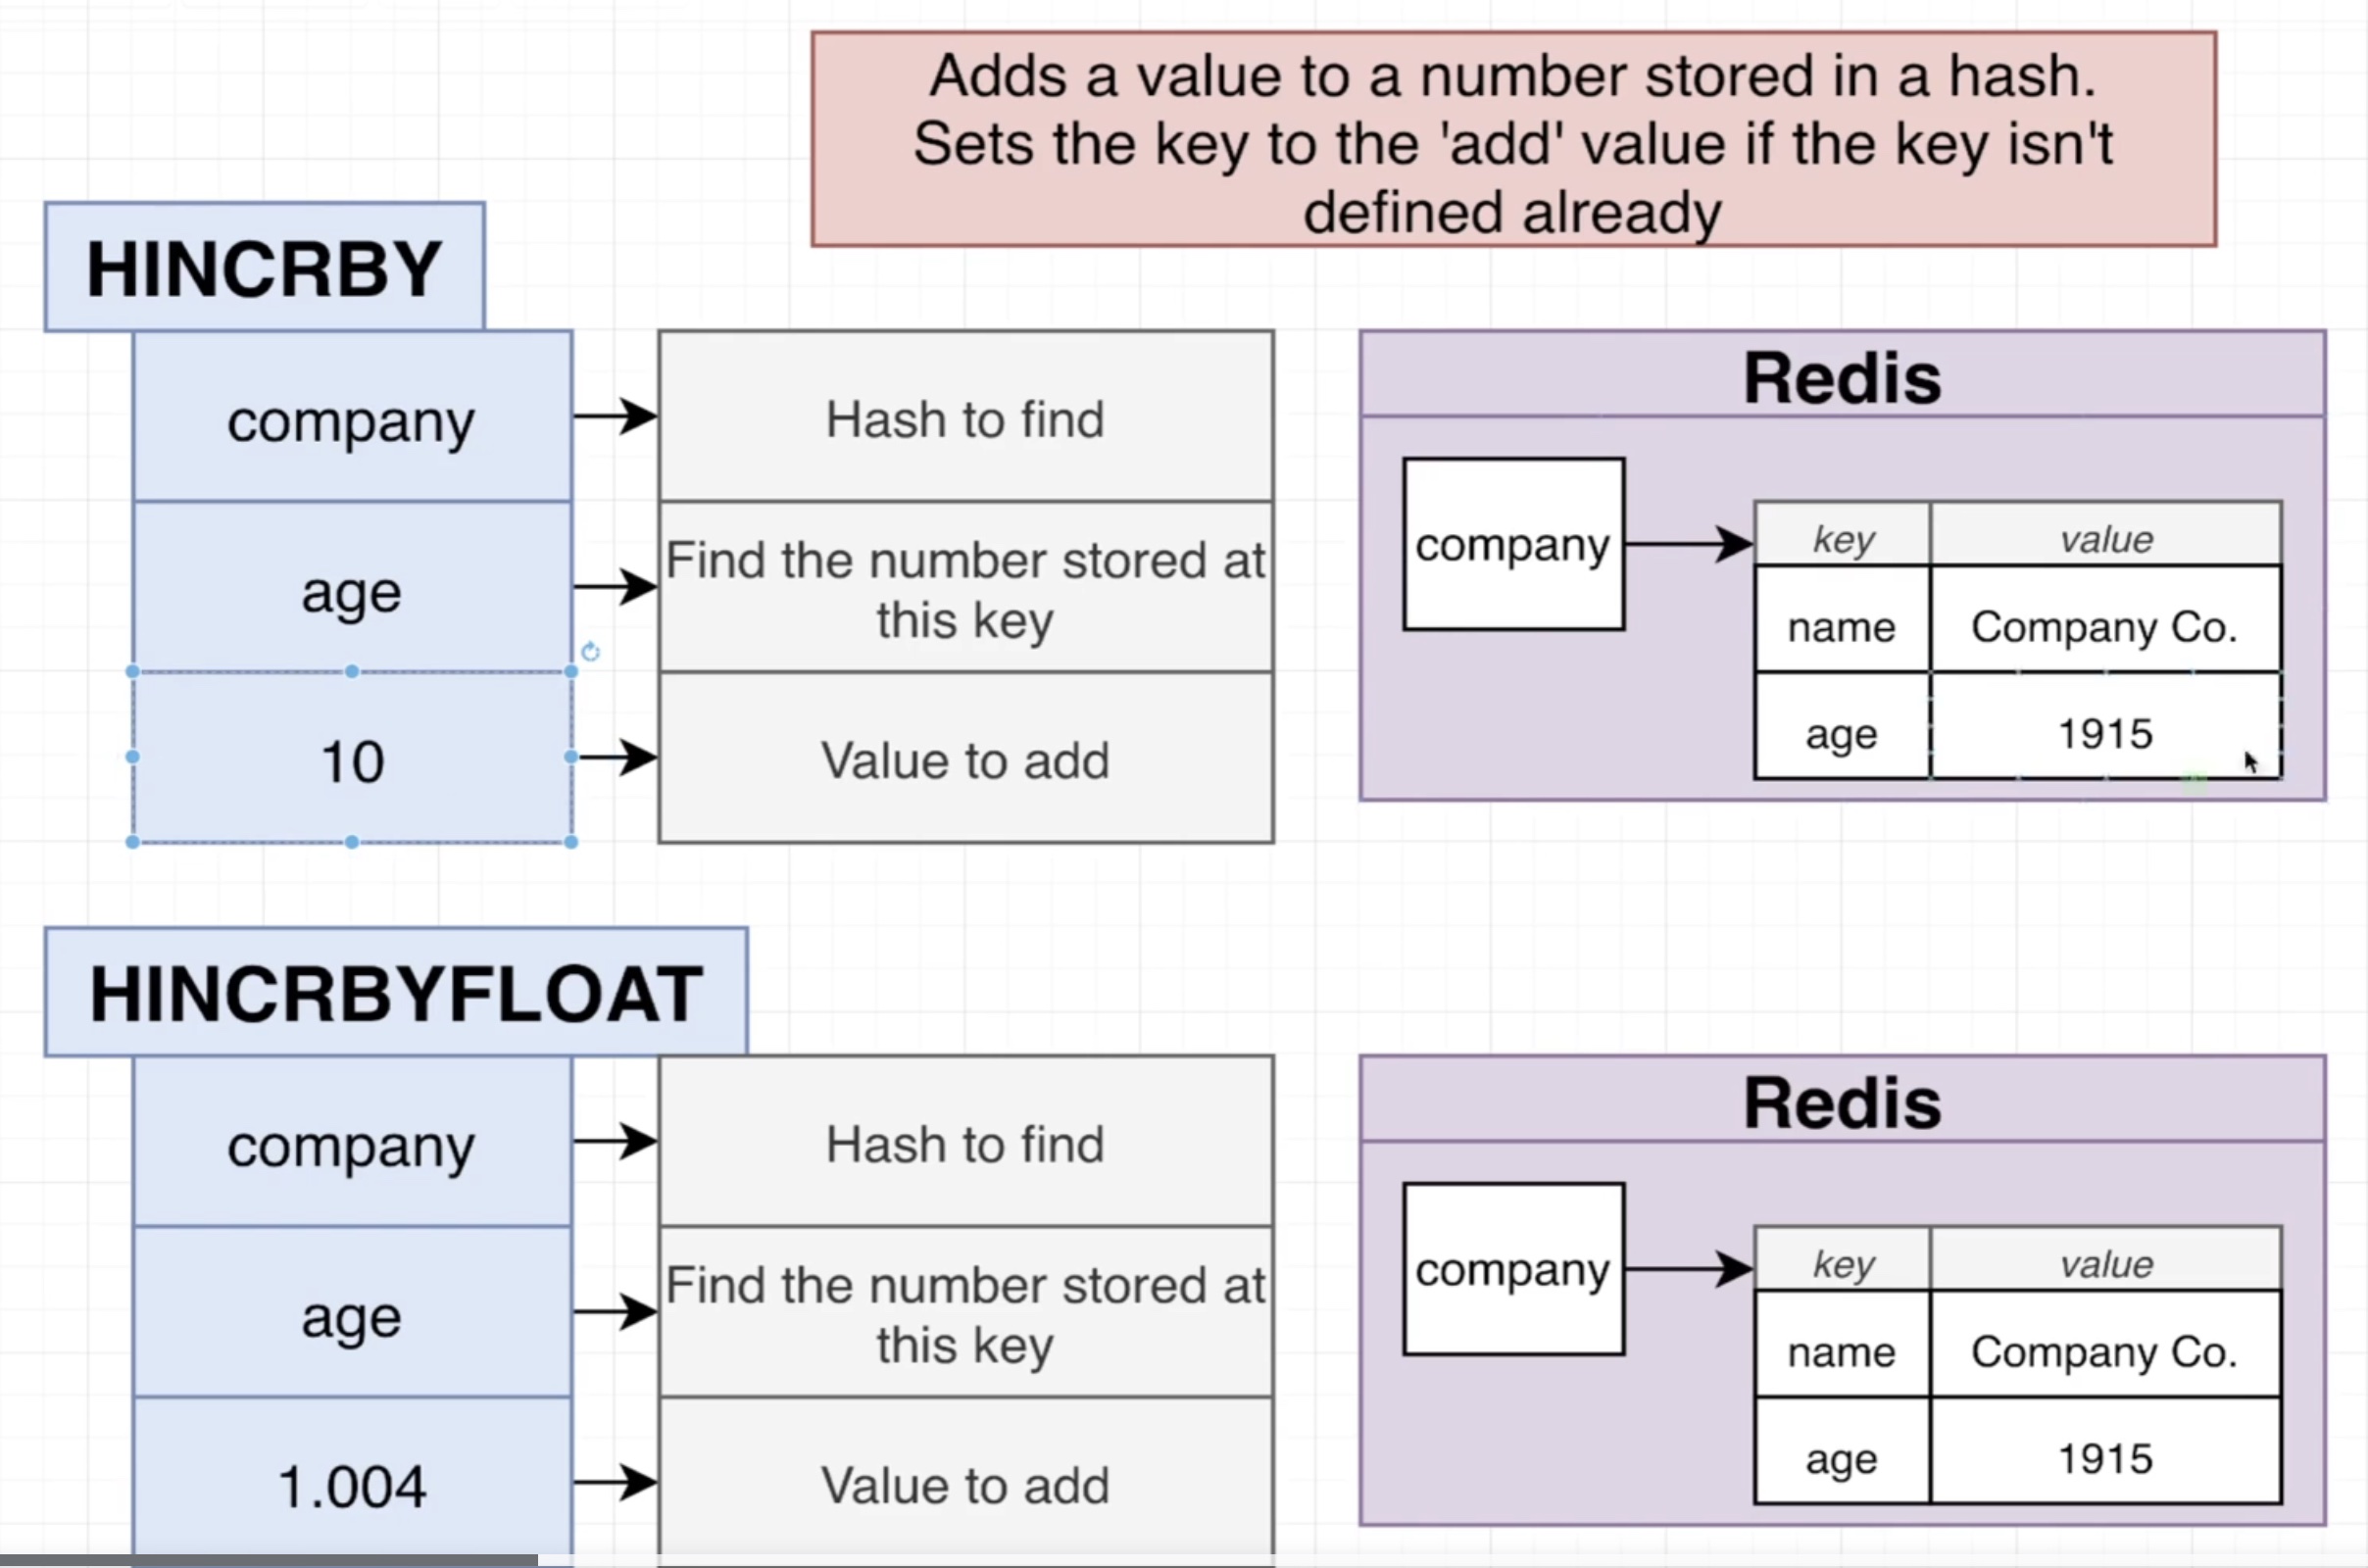 Adds a value to a number stored in a hash.
Sets the key to the 'add' value if the key isn't
defined already
HINCRBY
company
Hash to find
age
Find the number stored at
this key
10
Value to add
Redis
company
key value
name Company Co.
age 1915
HINCRBYFLOAT
company
Hash to find
age
Find the number stored at
this key
1.004
Value to add
Redis
company
key value
name Company Co.
age 1915